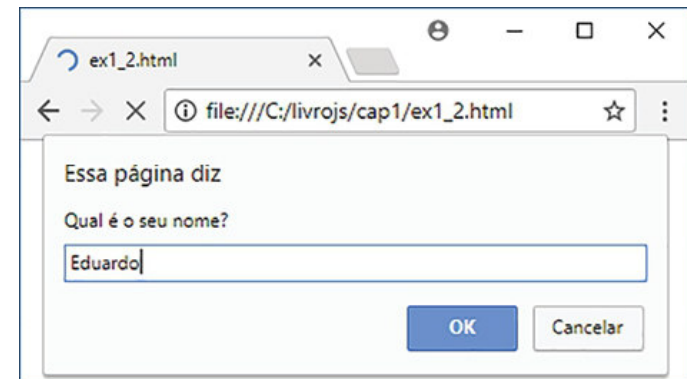 ex1_2.html
file:///C:/livrojs/cap1/ex1_2.html
Essa página diz
Qual é o seu nome?
Eduardo
OK Cancelar